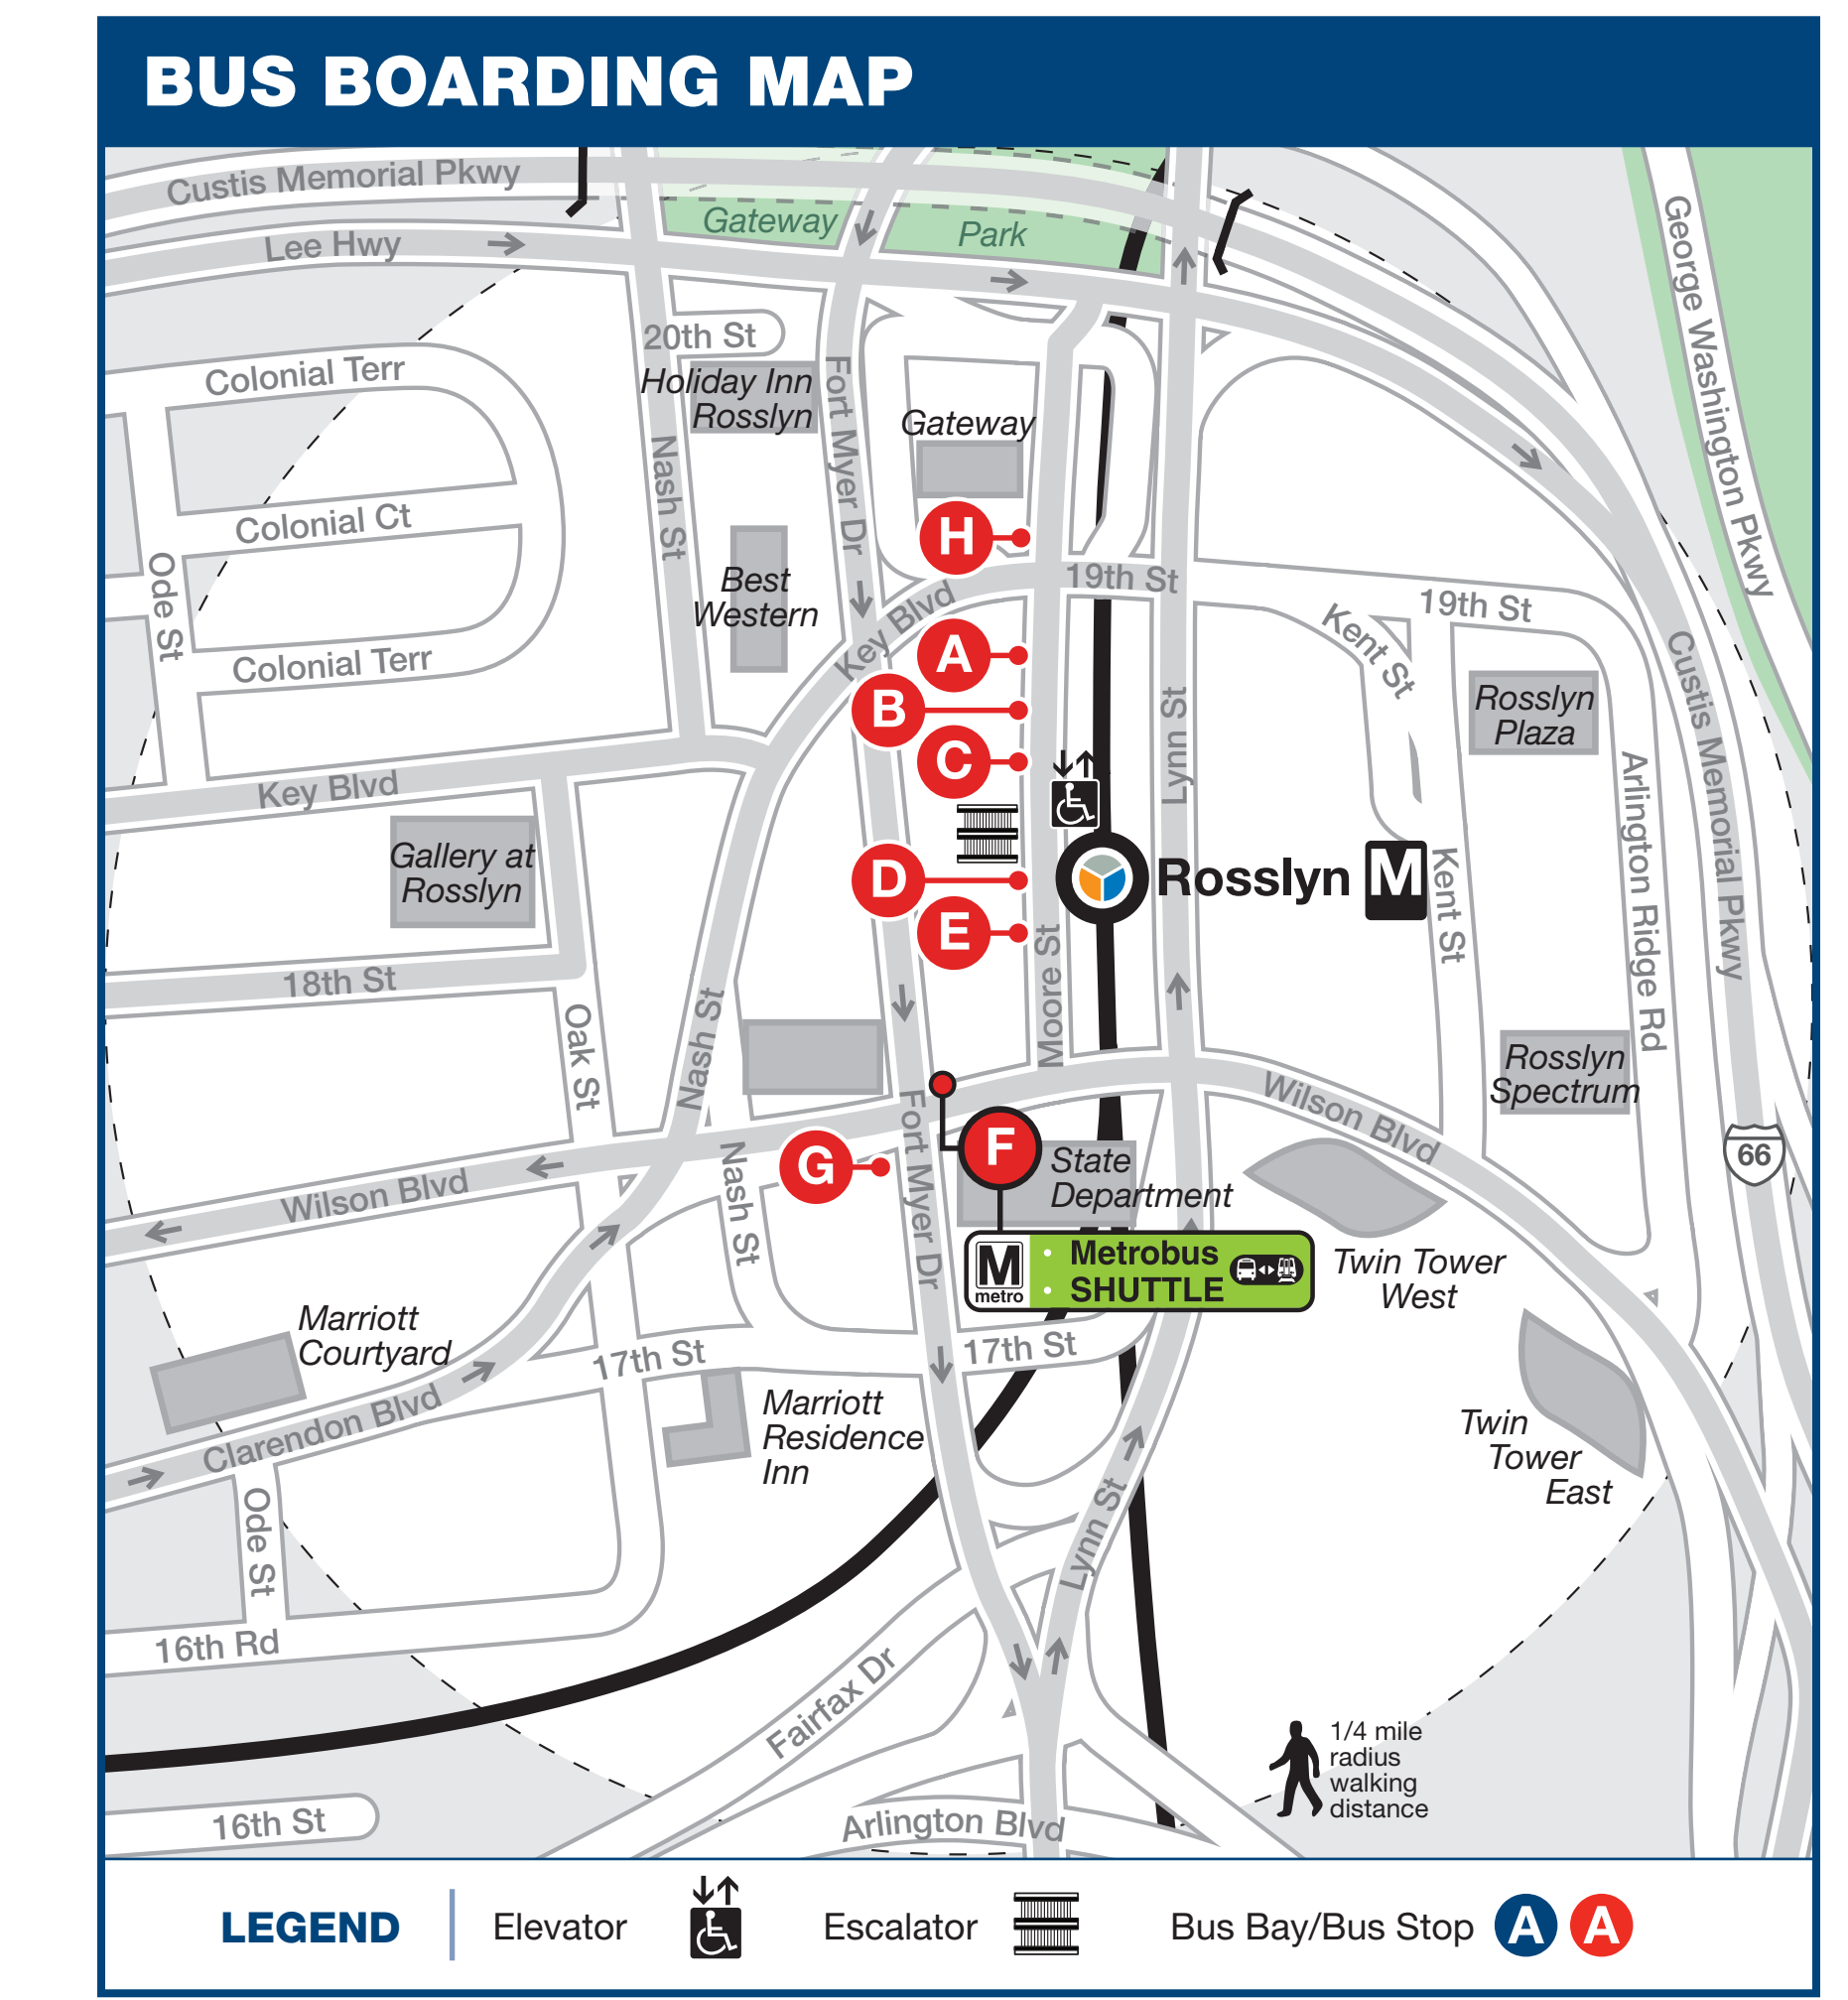 BUS BOARDING MAP
Custis Memorial Pkwy
Gateway
Park
Lee Hwy
George Washington Pkwy
20th St
Colonial Terr
Holiday Inn
Rosslyn
Fort Myer Dr
Gateway
Nash St
H
Colonial Ct
Ode St
Best
Western
19th St
19th St
Key Blvd
Kent St
A
Colonial Terr
B
Rosslyn
Plaza
Custis Memorial Pkwy
C
Lynn St
Key Blvd
Arlington Ridge Rd
Gallery at
Rosslyn
D
Rosslyn
M
Kent St
E
Moore St
18th St
Oak St
Nash St
Rosslyn
Spectrum
Wilson Blvd
Fort Myer Dr
F
State
Department
G
66
Nash St
Wilson Blvd
M
metro
• Metrobus
• SHUTTLE
Twin Tower
West
Marriott
Courtyard
17th St
17th St
Marriott
Residence
Inn
Clarendon Blvd
Twin
Tower
East
Ode St
Lynn St
16th Rd
Fairfax Dr
1/4 mile
radius
walking
distance
16th St
Arlington Blvd
LEGEND
Elevator
Escalator
Bus Bay/Bus Stop
A
A